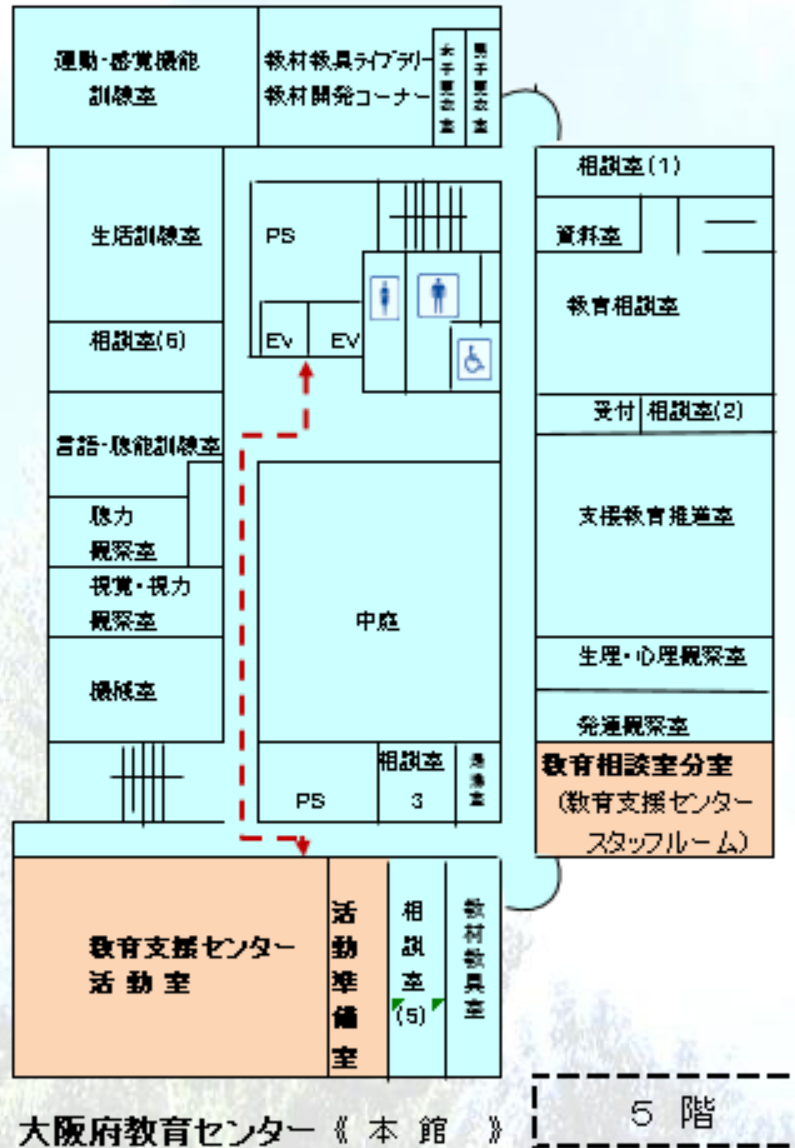 運動・感覚機能
訓練室
教材教具ライブラリー
教材開発コーナー
女子更衣室
男子更衣室
相談室(1)
生活訓練室
PS
資料室
教育相談室
相談室(6)
EV
EV
受付
相談室(2)
言語・聴能訓練室
支援教育推進室
聴力
観察室
視覚・視力
観察室
中庭
生理・心理観察室
機械室
発達観察室
相談室
3
湯沸室
PS
教育相談室分室
(教育支援センター
スタッフルーム)
教育支援センター
活動室
活動準備室
相談室(5)
教材教具室
大阪府教育センター《本館》
5階